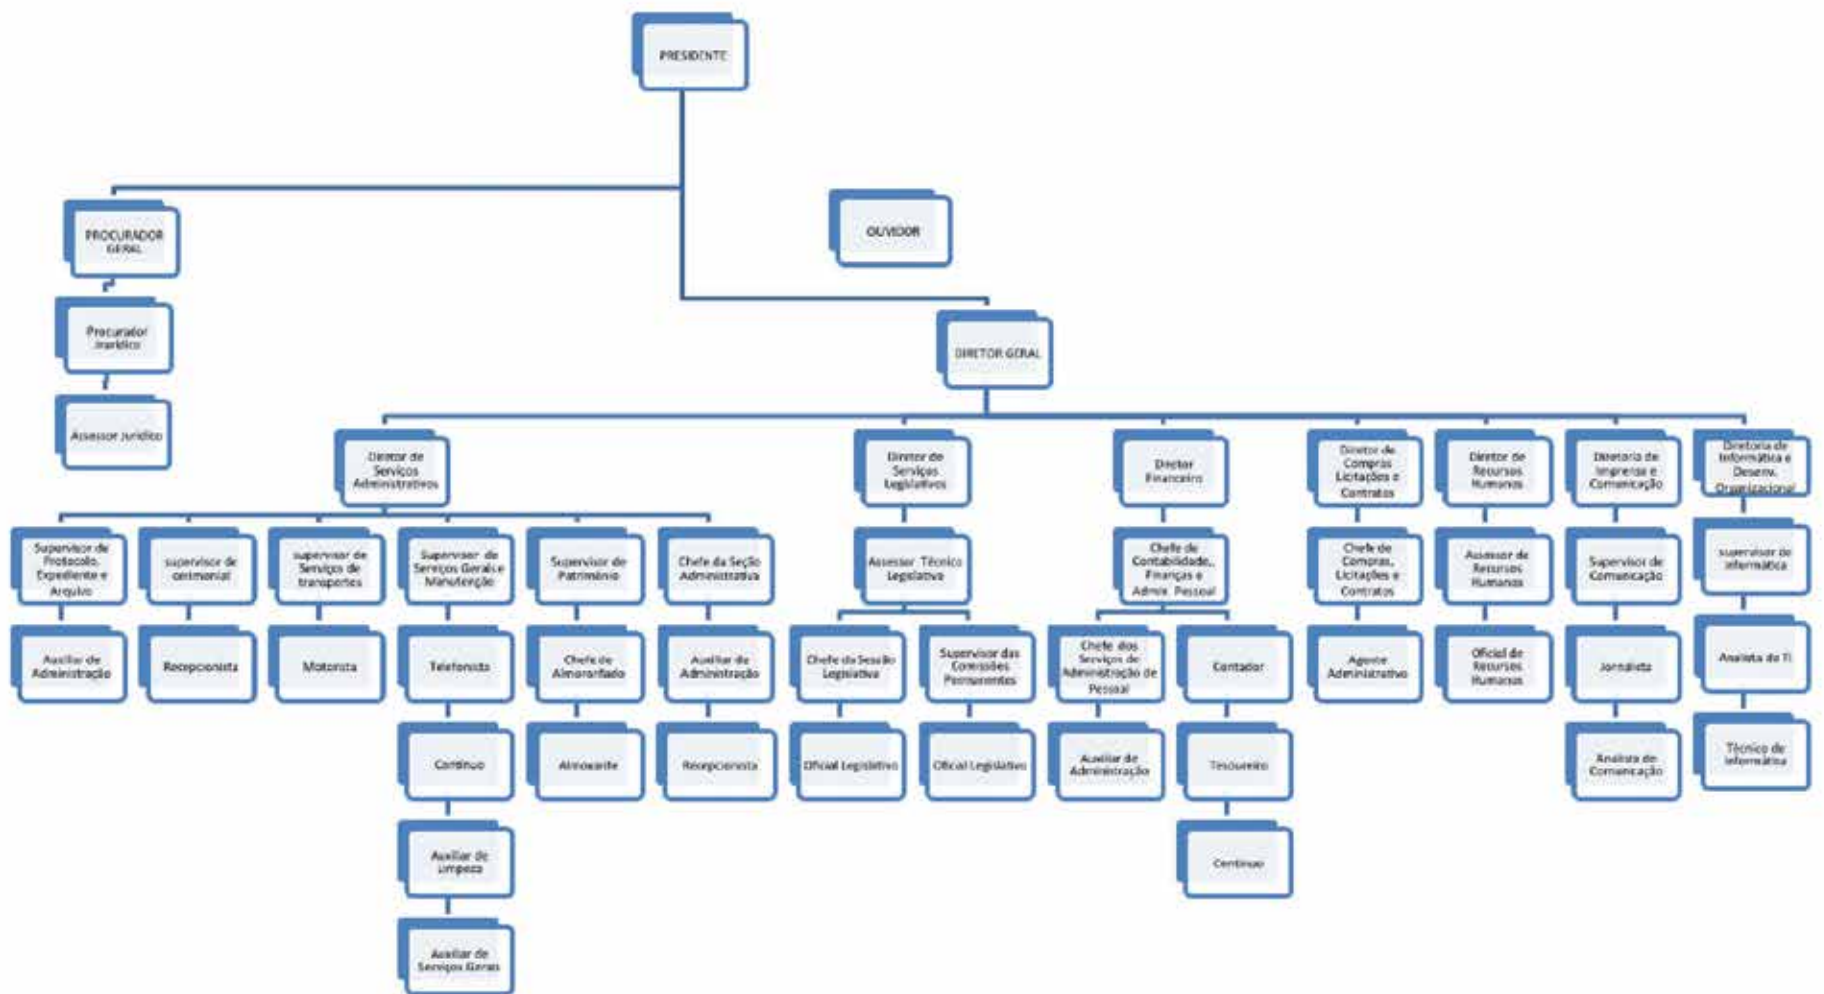 PRESIDENTE
PROCURADOR
GERAL
OUVIDOR
Procurador
Jurídico
DIRETOR GERAL
Assessor Jurídico
Diretor de
Serviços
Administrativos
Diretor de
Serviços
Legislativos
Diretor
Financeiro
Diretor de
Compras
Licitações e
Contratos
Diretor de
Recursos
Humanos
Diretoria de
Imprensa e
Comunicação
Diretoria de
Informática e
Desenv.
Organizacional
Supervisor de
Protocolo,
Expediente e
Arquivo
supervisor de
cerimonial
supervisor de
Serviços de
transportes
Supervisor de
Serviços Gerais e
Manutenção
Supervisor de
Patrimônio
Chefe da Seção
Administrativa
Assessor Técnico
Legislativo
Chefe de
Contabilidade,
Finanças e
Admin. Pessoal
Chefe de
Compras,
Licitações e
Contratos
Assessor de
Recursos
Humanos
Supervisor de
Comunicação
supervisor de
informática
Auxiliar de
Administração
Recepcionista
Motorista
Telefonista
Chefe de
Almoxarifado
Auxiliar de
Administração
Chefe da Sessão
Legislativa
Supervisor das
Comissões
Permanentes
Chefe dos
Serviços de
Administração de
Pessoal
Contador
Agente
Administrativo
Oficial de
Recursos
Humanos
Jornalista
Analista de TI
Contínuo
Almoxarife
Recepcionista
Oficial Legislativo
Oficial Legislativo
Auxiliar de
Administração
Tesoureiro
Analista de
Comunicação
Técnico de
Informática
Auxiliar de
Limpeza
Contínuo
Auxiliar de
Serviços Gerais